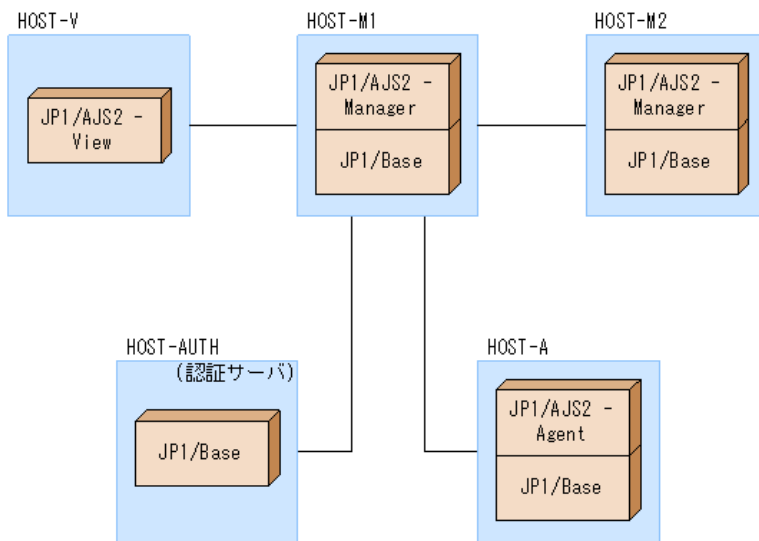 HOST-V
JP1/AJS2 -
View
HOST-M1
JP1/AJS2 -
Manager
JP1/Base
HOST-M2
JP1/AJS2 -
Manager
JP1/Base
HOST-AUTH
(認証サーバ)
JP1/Base
HOST-A
JP1/AJS2 -
Agent
JP1/Base